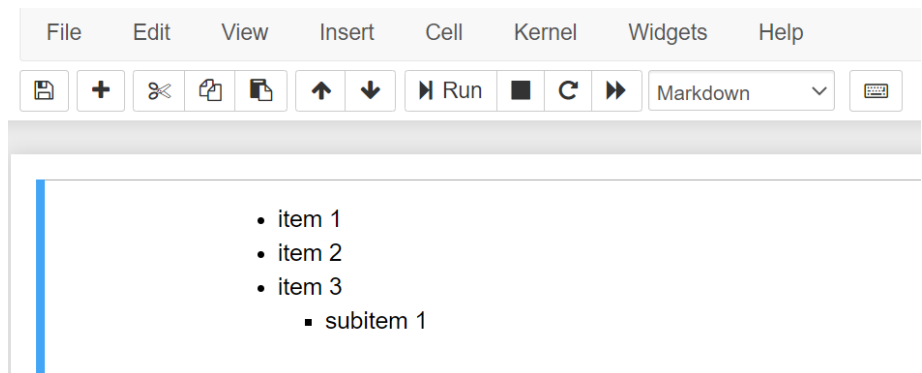 File Edit View Insert Cell Kernel Widgets Help
Run Markdown
• item 1
• item 2
• item 3
▪ subitem 1